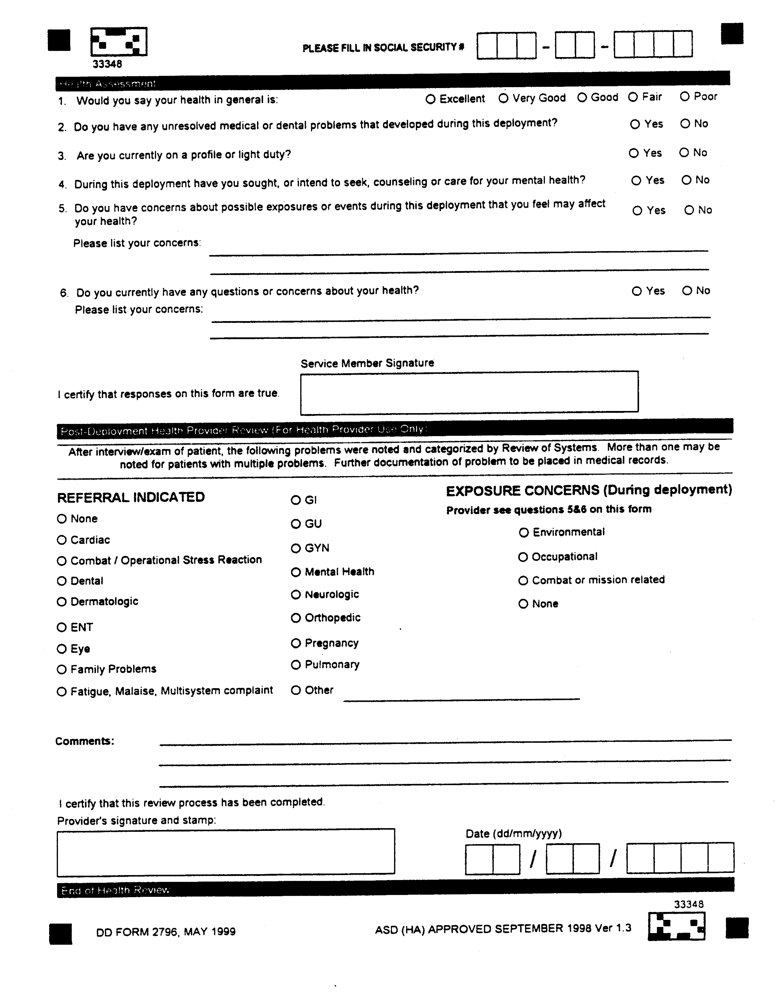 33348
PLEASE FILL IN SOCIAL SECURITY #
- -
Health Assessment
1. Would you say your health in general is: O Excellent O Very Good O Good O Fair O Poor
2. Do you have any unresolved medical or dental problems that developed during this deployment? O Yes O No
3. Are you currently on a profile or light duty? O Yes O No
4. During this deployment have you sought, or intend to seek, counseling or care for your mental health? O Yes O No
5. Do you have concerns about possible exposures or events during this deployment that you feel may affect
your health? O Yes O No
Please list your concerns:
6. Do you currently have any questions or concerns about your health? O Yes O No
Please list your concerns:
Service Member Signature
I certify that responses on this form are true.
Post-Deployment Health Provider Review (For Health Provider Use Only)
After interview/exam of patient, the following problems were noted and categorized by Review of Systems. More than one may be
noted for patients with multiple problems. Further documentation of problem to be placed in medical records.
REFERRAL INDICATED
O None
O Cardiac
O Combat / Operational Stress Reaction
O Dental
O Dermatologic
O ENT
O Eye
O Family Problems
O Fatigue, Malaise, Multisystem complaint
O GI
O GU
O GYN
O Mental Health
O Neurologic
O Orthopedic
O Pregnancy
O Pulmonary
O Other
EXPOSURE CONCERNS (During deployment)
Provider see questions 5&6 on this form
O Environmental
O Occupational
O Combat or mission related
O None
Comments:
I certify that this review process has been completed.
Provider's signature and stamp:
Date (dd/mm/yyyy)
/ /
End of Health Review
33348
DD FORM 2796, MAY 1999
ASD (HA) APPROVED SEPTEMBER 1998 Ver 1.3